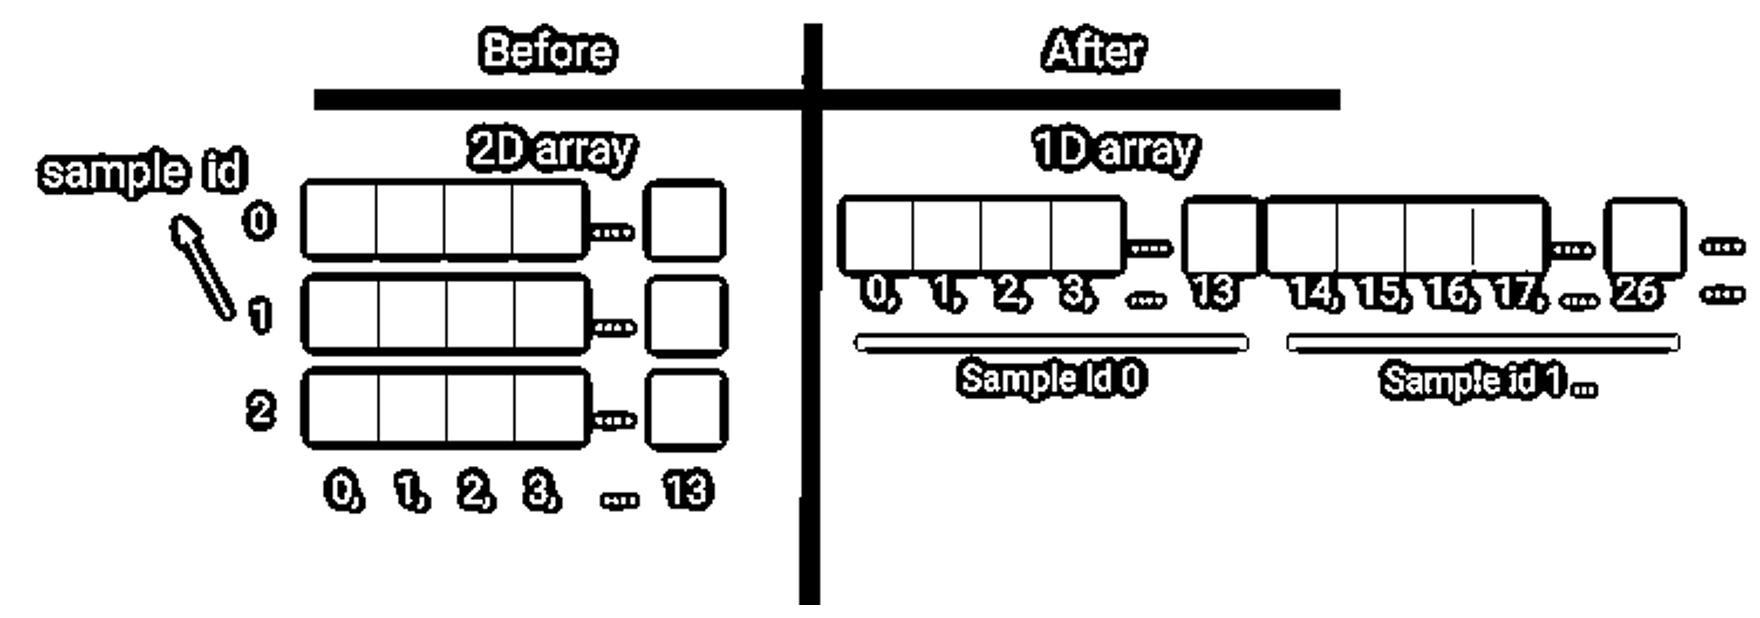 Before
After
2D array
1D array
sample id
0
1
2
0, 1, 2, 3, ... 13
0, 1, 2, 3, ... 13 14, 15, 16, 17, ... 26 ...
Sample Id 0
Sample id 1 ...